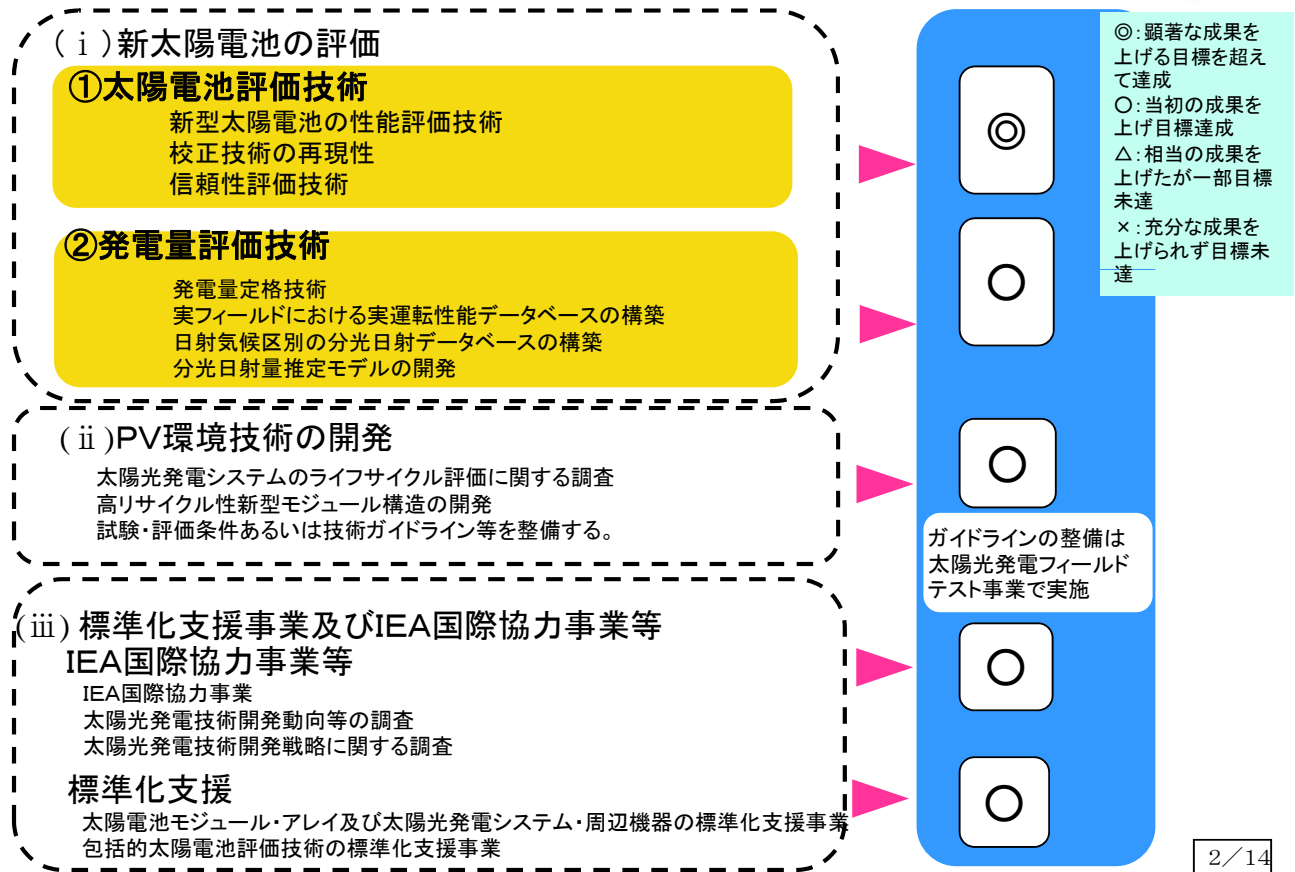 (ⅰ)新太陽電池の評価
①太陽電池評価技術
新型太陽電池の性能評価技術
校正技術の再現性
信頼性評価技術
②発電量評価技術
発電量定格技術
実フィールドにおける実運転性能データベースの構築
日射気候区別の分光日射データベースの構築
分光日射量推定モデルの開発
(ⅱ)PV環境技術の開発
太陽光発電システムのライフサイクル評価に関する調査
高リサイクル性新型モジュール構造の開発
試験・評価条件あるいは技術ガイドライン等を整備する。
(ⅲ)標準化支援事業及びIEA国際協力事業等
IEA国際協力事業等
IEA国際協力事業
太陽光発電技術開発動向等の調査
太陽光発電技術開発戦略に関する調査
標準化支援
太陽電池モジュール・アレイ及び太陽光発電システム・周辺機器の標準化支援事業
包括的太陽電池評価技術の標準化支援事業
◎
○
○
ガイドラインの整備は
太陽光発電フィールド
テスト事業で実施
○
○
◎:顕著な成果を
上げる目標を超え
て達成
○:当初の成果を
上げ目標達成
△:相当の成果を
上げたが一部目標
未達
×:充分な成果を
上げられず目標未
達
2/14